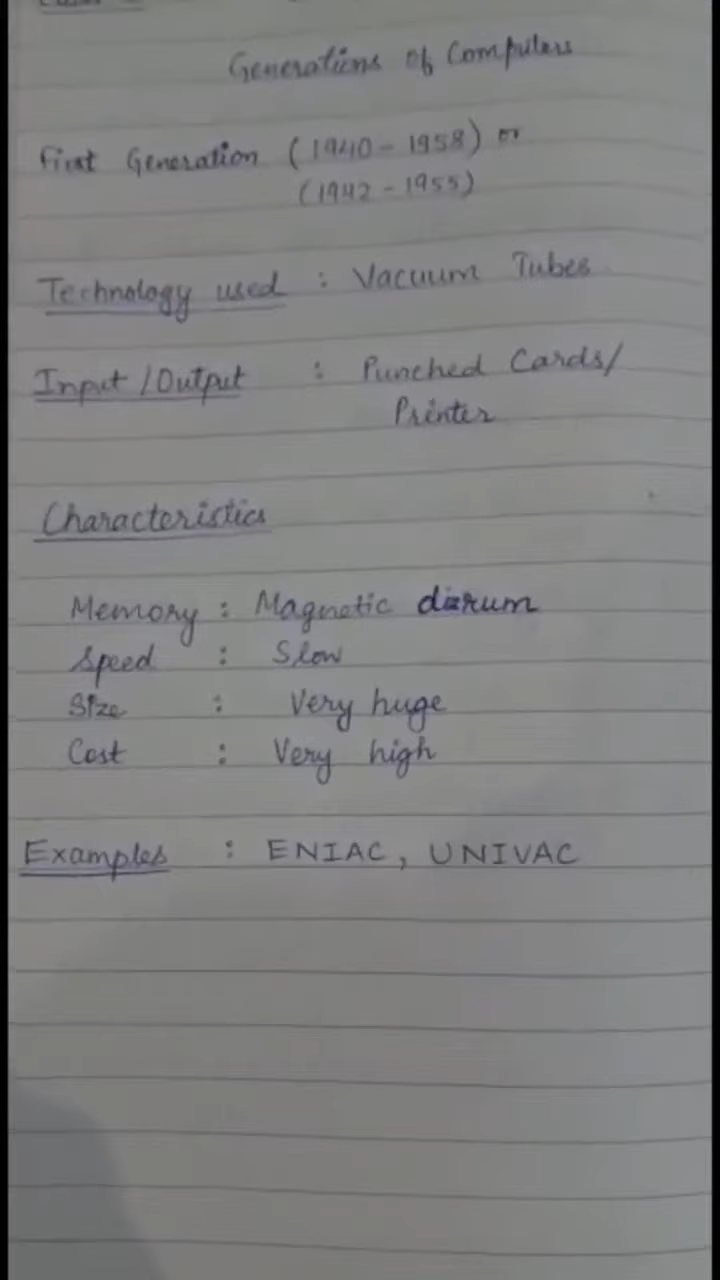 Generations of Computers
First Generation (1940 - 1958) or
(1942 - 1955)
Technology used : Vacuum Tubes
Input / Output : Punched Cards/
Printer
Characteristics
Memory : Magnetic drum
Speed : Slow
Size : Very huge
Cost : Very high
Examples : ENIAC, UNIVAC